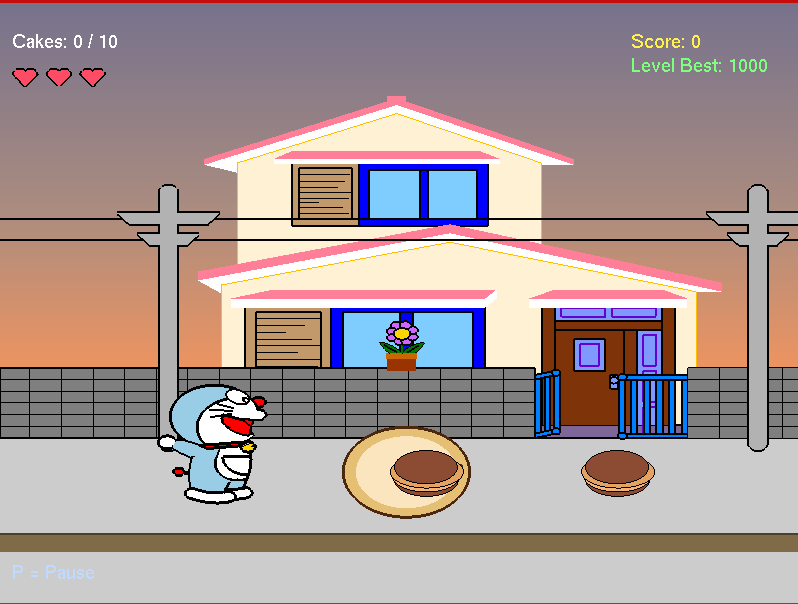 Cakes: 0 / 10
Score: 0
Level Best: 1000
P = Pause